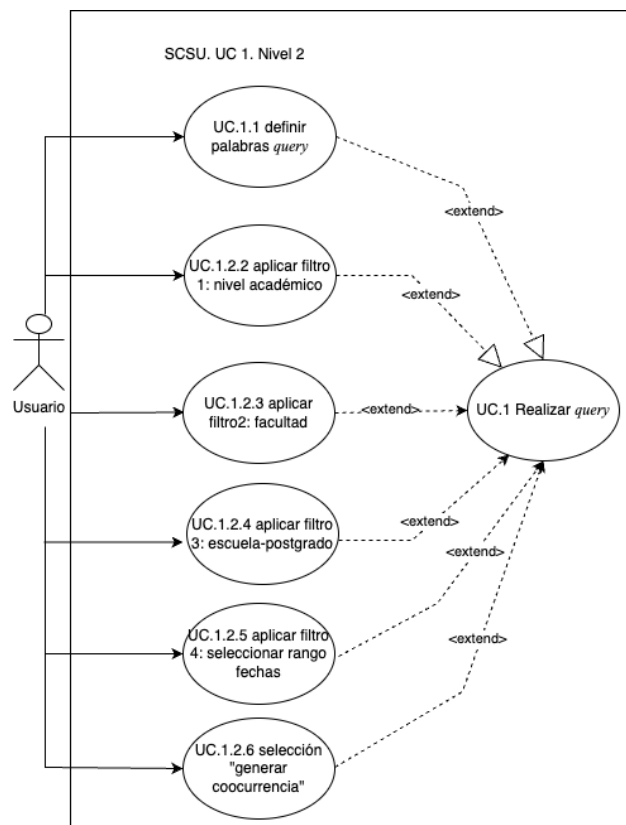 SCSU. UC 1. Nivel 2
UC.1.1 definir
palabras query
<extend>
UC.1.2.2 aplicar filtro
1: nivel académico
<extend>
Usuario
UC.1.2.3 aplicar
filtro2: facultad
<extend>
UC.1 Realizar query
UC.1.2.4 aplicar filtro
3: escuela-postgrado
<extend>
<extend>
UC.1.2.5 aplicar filtro
4: seleccionar rango
fechas
<extend>
UC.1.2.6 selección
"generar
coocurrencia"